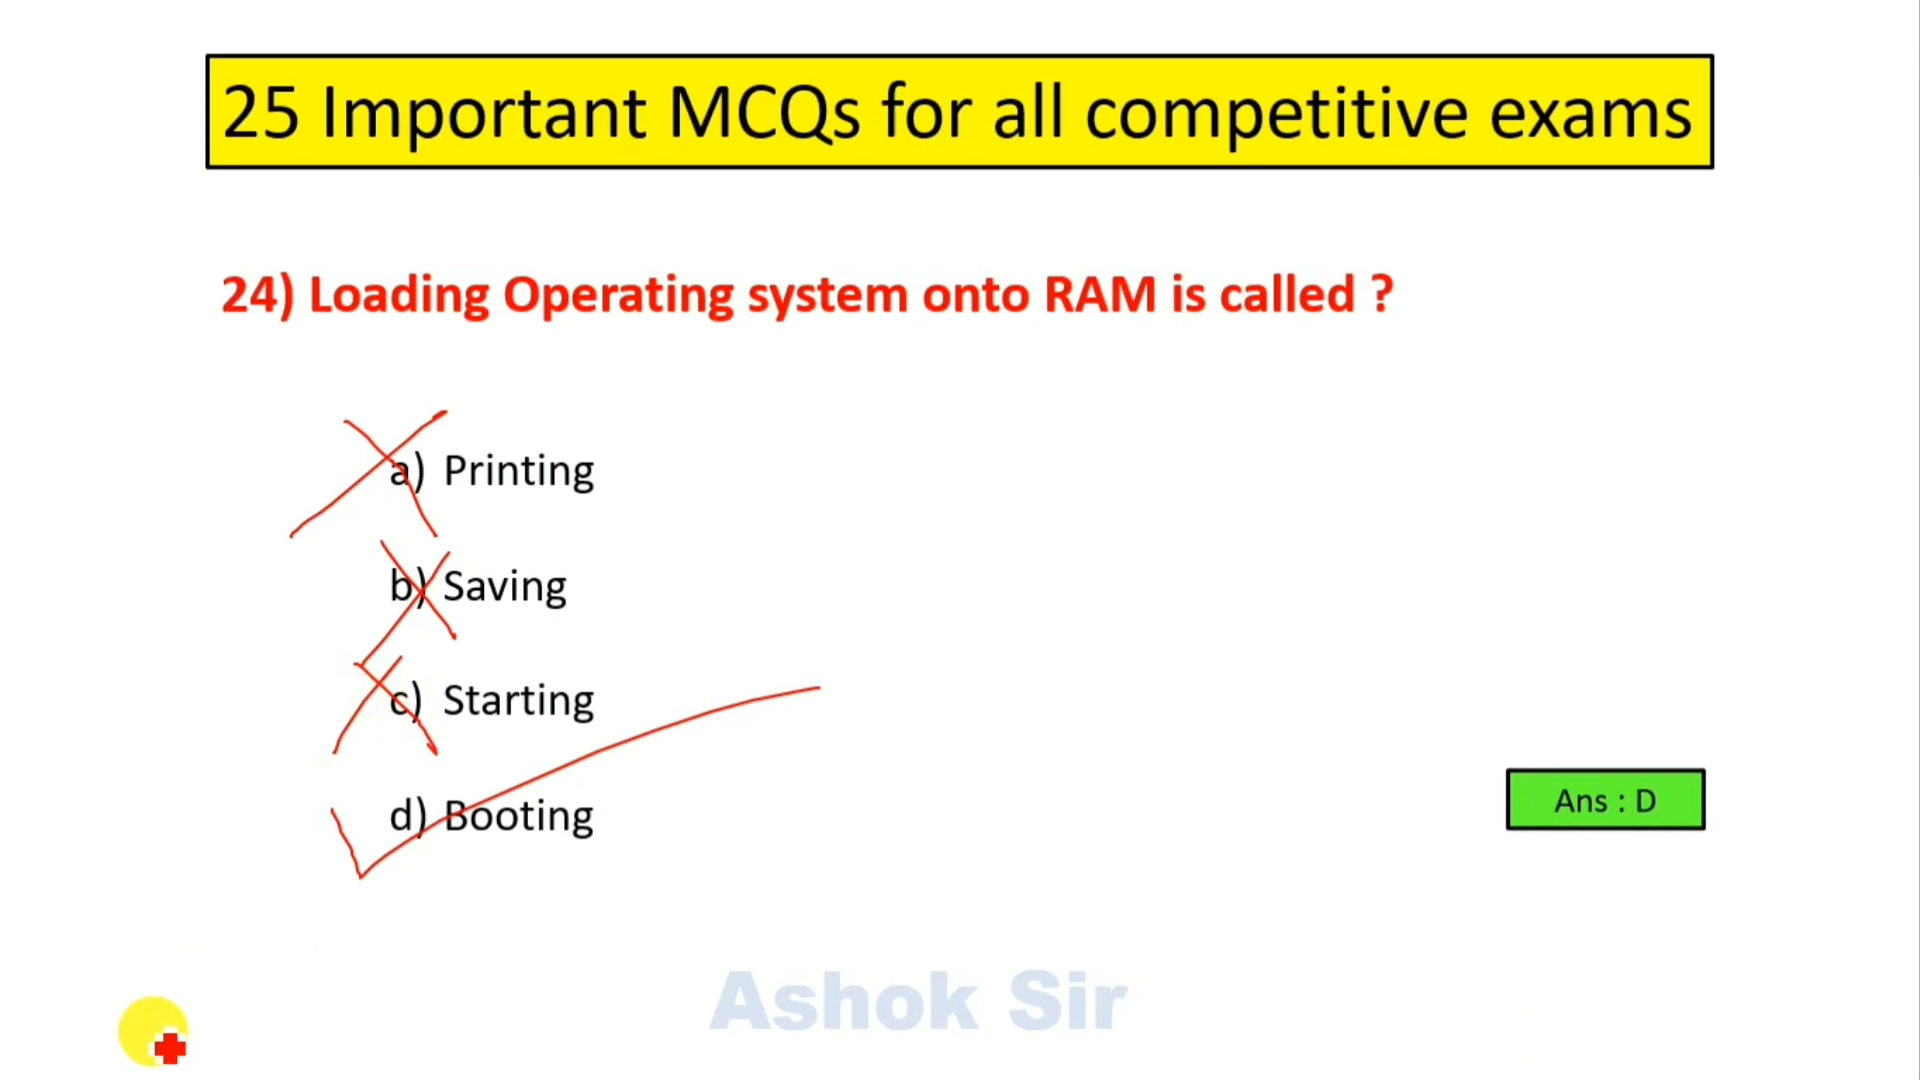 25 Important MCQs for all competitive exams
24) Loading Operating system onto RAM is called ?
a) Printing
b) Saving
c) Starting
d) Booting
Ans : D
Ashok Sir